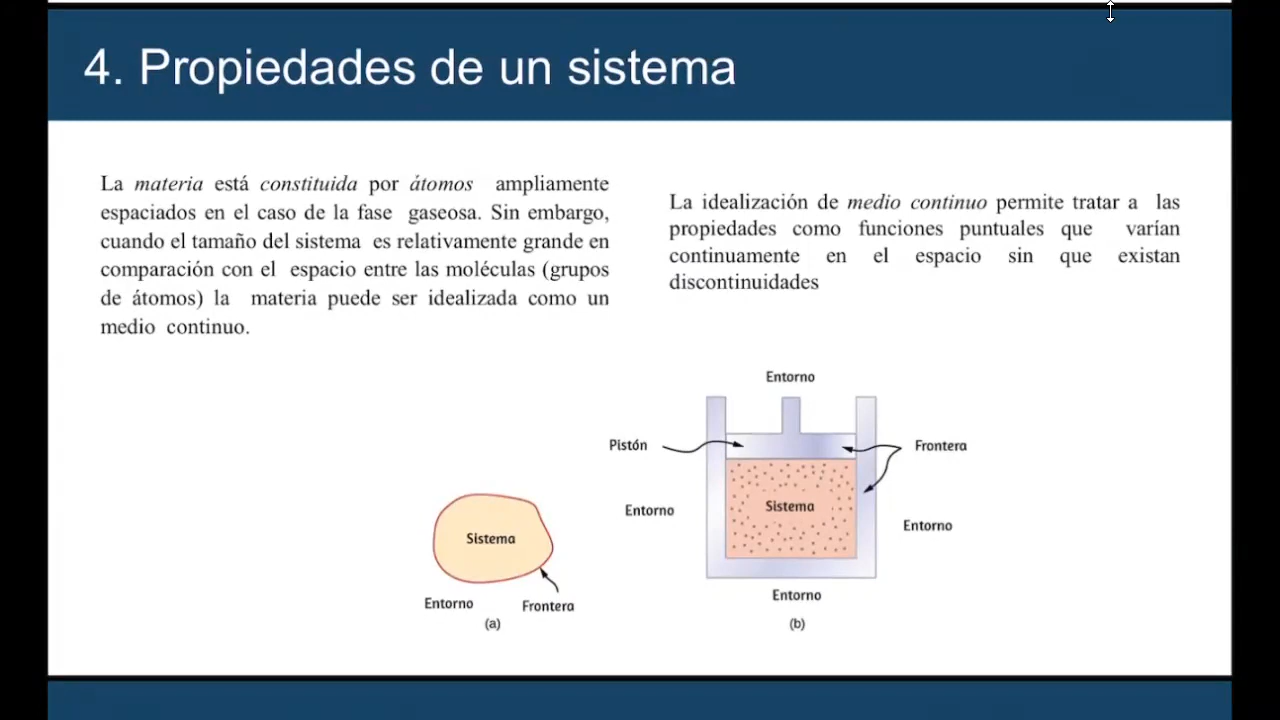 4. Propiedades de un sistema
La materia está constituida por átomos ampliamente
espaciados en el caso de la fase gaseosa. Sin embargo,
cuando el tamaño del sistema es relativamente grande en
comparación con el espacio entre las moléculas (grupos
de átomos) la materia puede ser idealizada como un
medio continuo.
La idealización de medio continuo permite tratar a las
propiedades como funciones puntuales que varían
continuamente en el espacio sin que existan
discontinuidades
Sistema
Entorno
Frontera
(a)
Entorno
Pistón
Frontera
Sistema
Entorno
Entorno
Entorno
(b)